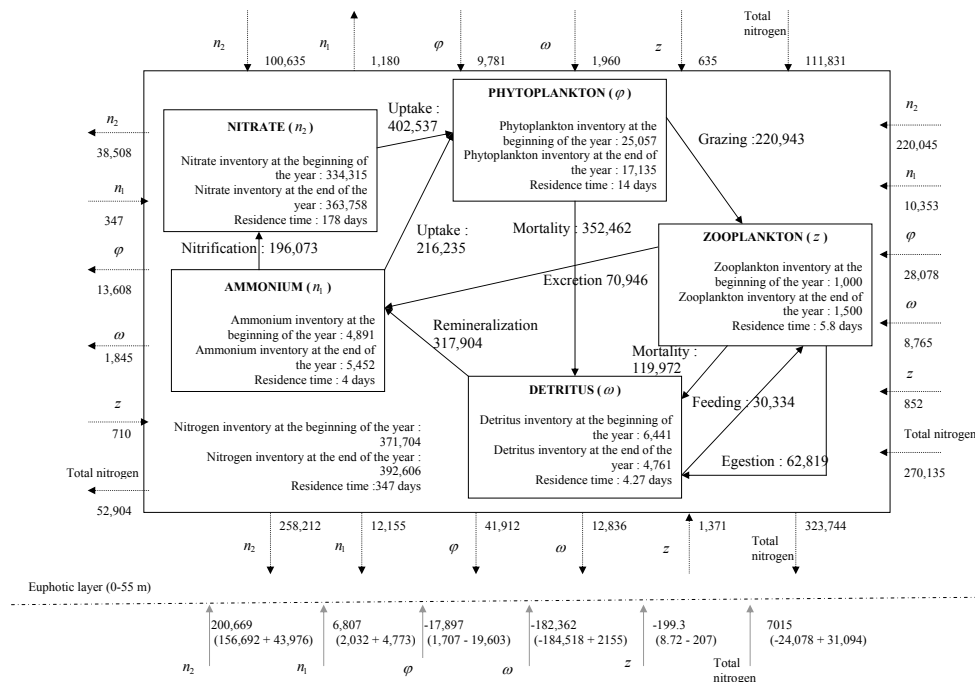 Total
nitrogen
n₂
n₁
φ
ω
z
100,635
1,180
9,781
1,960
635
111,831
NITRATE (n₂)
Nitrate inventory at the beginning of
the year : 334,315
Nitrate inventory at the end of the
year : 363,758
Residence time : 178 days
Uptake :
402,537
PHYTOPLANKTON (φ)
Phytoplankton inventory at the
beginning of the year : 25,057
Phytoplankton inventory at the end of
the year : 17,135
Residence time : 14 days
Grazing :220,943
n₂
38,508
n₁
347
φ
13,608
ω
1,845
z
710
Total nitrogen
52,904
n₂
220,045
n₁
10,353
φ
28,078
ω
8,765
z
852
Total nitrogen
270,135
Nitrification : 196,073
Uptake :
216,235
Mortality : 352,462
ZOOPLANKTON (z)
Zooplankton inventory at the
beginning of the year : 1,000
Zooplankton inventory at the end of
the year : 1,500
Residence time : 5.8 days
Excretion 70,946
AMMONIUM (n₁)
Ammonium inventory at the
beginning of the year : 4,891
Ammonium inventory at the end of
the year : 5,452
Residence time : 4 days
Remineralization
317,904
Mortality :
119,972
DETRITUS (ω)
Detritus inventory at the beginning of
the year : 6,441
Detritus inventory at the end of the
year : 4,761
Residence time : 4.27 days
Feeding : 30,334
Egestion : 62,819
Nitrogen inventory at the beginning of the year :
371,704
Nitrogen inventory at the end of the year :
392,606
Residence time :347 days
258,212
12,155
41,912
12,836
1,371
323,744
n₂
n₁
φ
ω
z
Total
nitrogen
Euphotic layer (0-55 m)
200,669
(156,692 + 43,976)
6,807
(2,032 + 4,773)
-17,897
(1,707 - 19,603)
-182,362
(-184,518 + 2155)
-199.3
(8.72 - 207)
7015
(-24,078 + 31,094)
n₂
n₁
φ
ω
z
Total
nitrogen